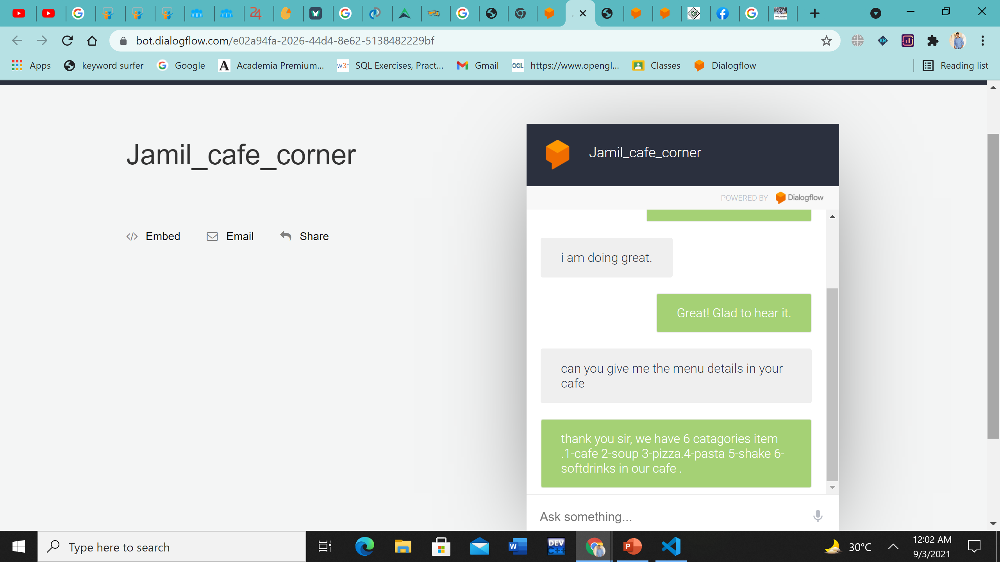 bot.dialogflow.com/e02a94fa-2026-44d4-8e62-5138482229bf
Apps keyword surfer Google Academia Premium... SQL Exercises, Pract... Gmail https://www.opengl... Classes Dialogflow Reading list
Jamil_cafe_corner
Embed Email Share
Jamil_cafe_corner
POWERED BY Dialogflow
i am doing great.
Great! Glad to hear it.
can you give me the menu details in your
cafe
thank you sir, we have 6 catagories item
.1-cafe 2-soup 3-pizza.4-pasta 5-shake 6-
softdrinks in our cafe .
Ask something...
Type here to search
DEV
C++
30°C
12:02 AM
9/3/2021